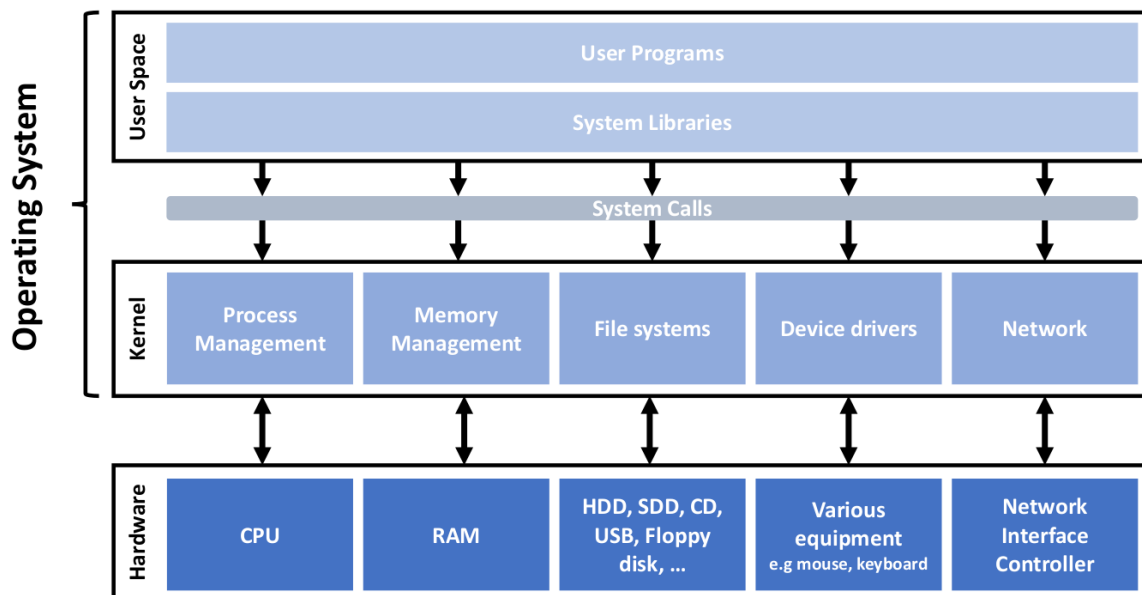 Operating System
User Space
User Programs
System Libraries
System Calls
Kernel
Process
Management
Memory
Management
File systems
Device drivers
Network
Hardware
CPU
RAM
HDD, SDD, CD,
USB, Floppy
disk, ...
Various
equipment
e.g mouse, keyboard
Network
Interface
Controller